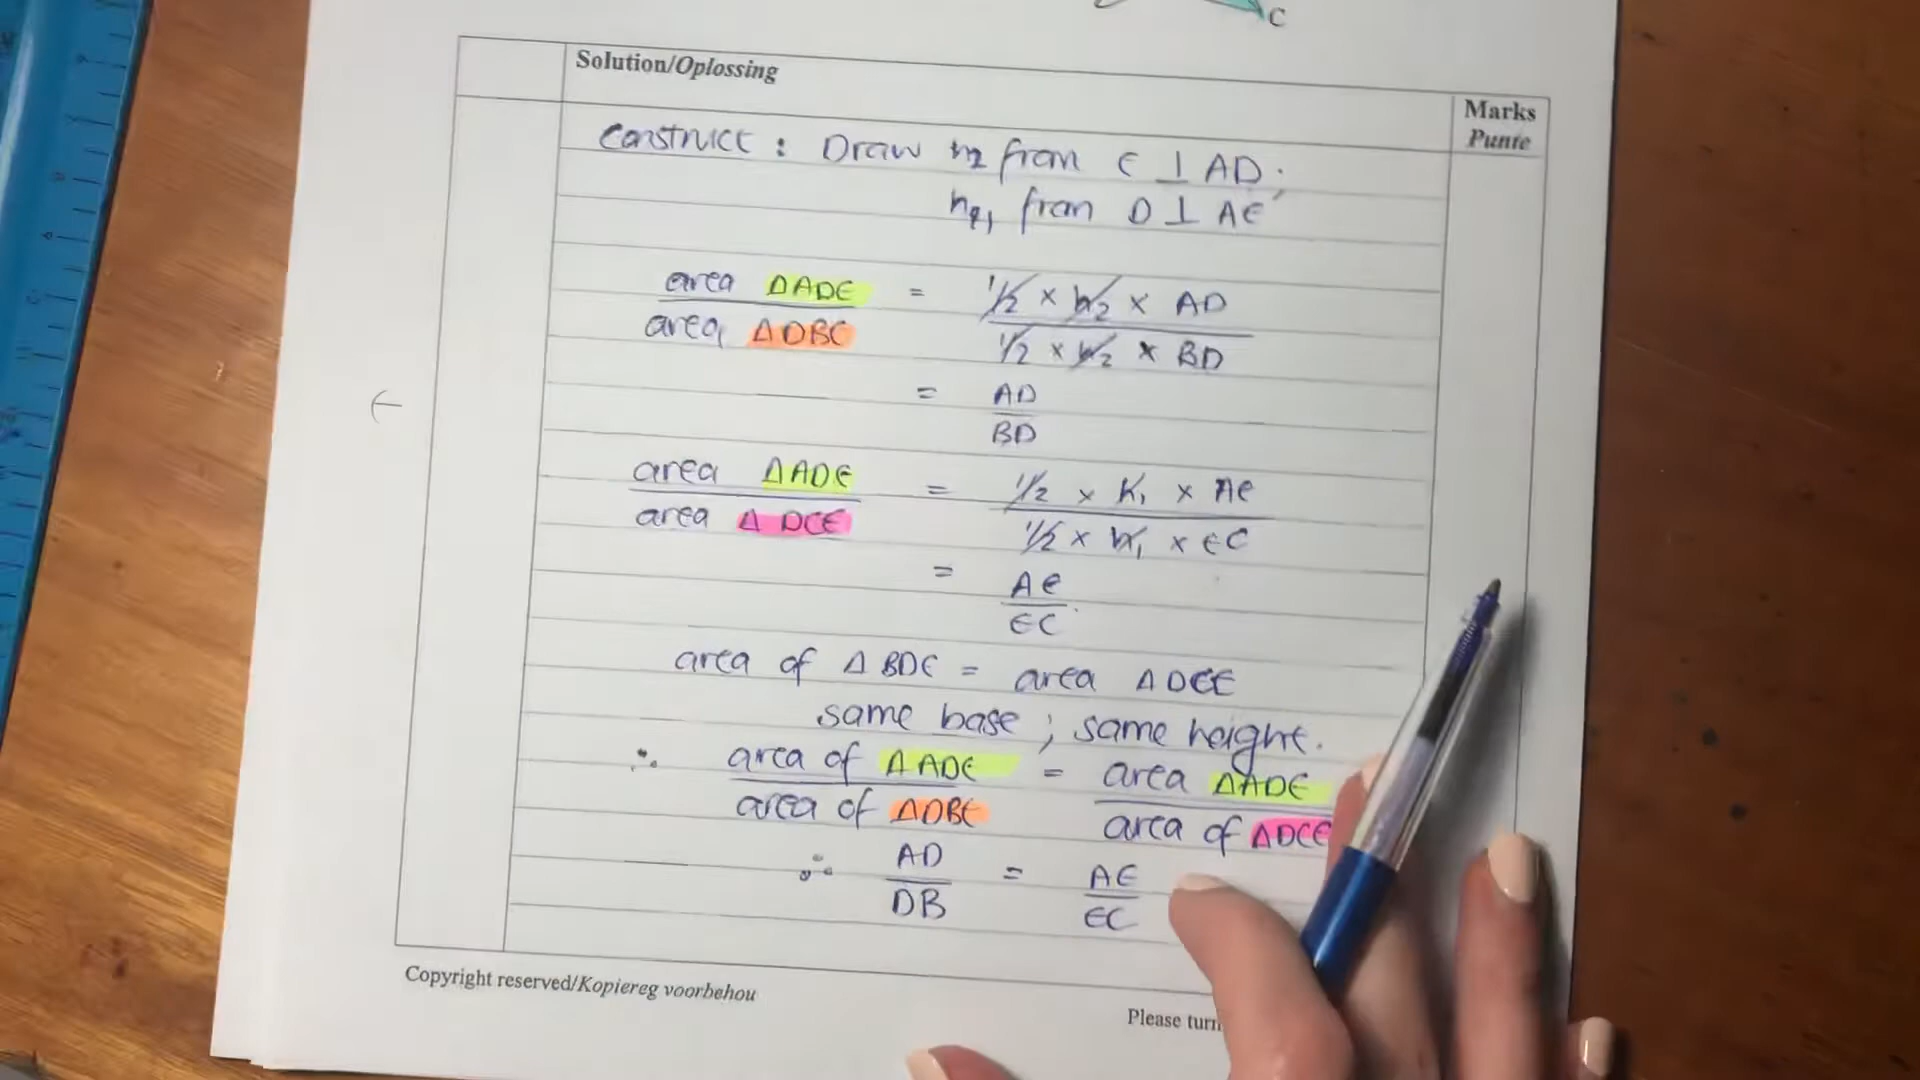 C
Solution/Oplossing
Marks
Punte
Construct : Draw h2 from E ⊥ AD;
h1 from D ⊥ AE
area ΔADE = 1/2 × h2 × AD
area ΔDBE 1/2 × h2 × BD
= AD
BD
area ΔADE = 1/2 × h1 × AE
area ΔDCE 1/2 × h1 × EC
= AE
EC
area of ΔBDE = area ΔDCE
same base ; same height.
∴ area of ΔADE = area ΔADE
area of ΔDBE area of ΔDCE
∴ AD = AE
DB EC
Copyright reserved/Kopiereg voorbehou
Please turn